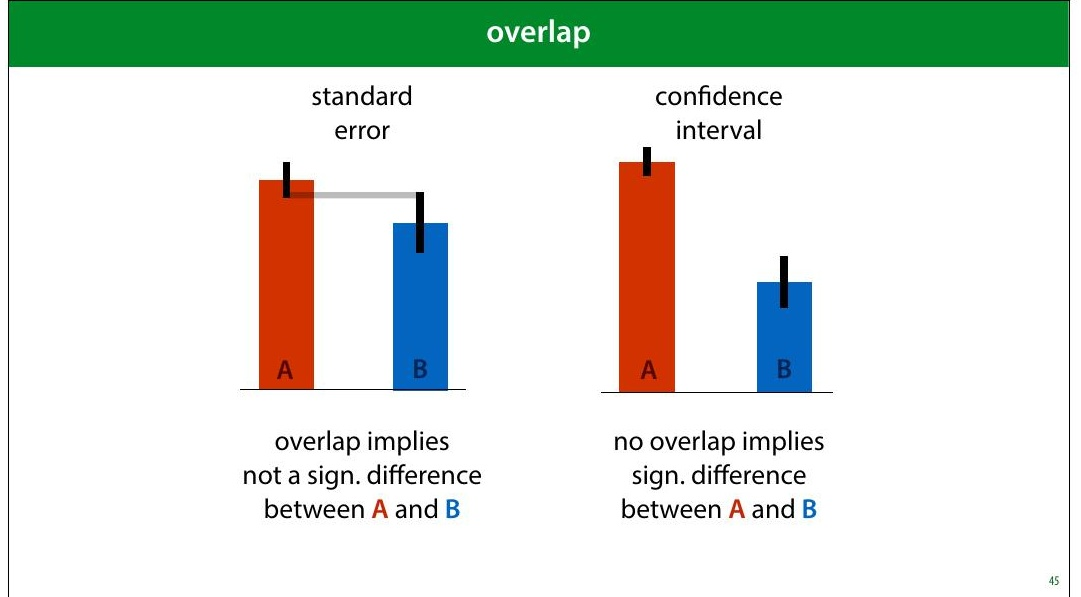 overlap
standard
error
confidence
interval
A
B
A
B
overlap implies
not a sign. difference
between A and B
no overlap implies
sign. difference
between A and B
45